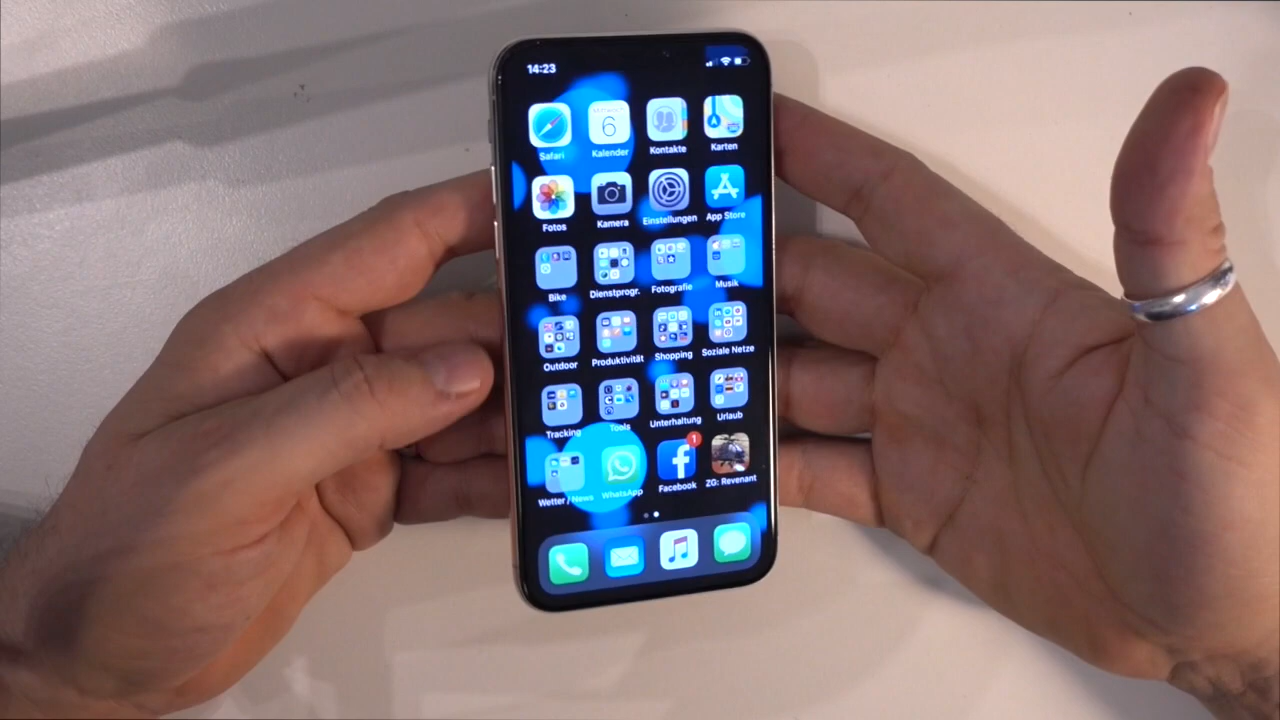 14:23
6
Safari Kalender Kontakte Karten
Fotos Kamera Einstellungen App Store
Bike Dienstprogr. Fotografie Musik
Outdoor Produktivität Shopping Soziale Netze
Tracking Tools Unterhaltung Urlaub
1
Wetter / News WhatsApp Facebook ZG: Revenant